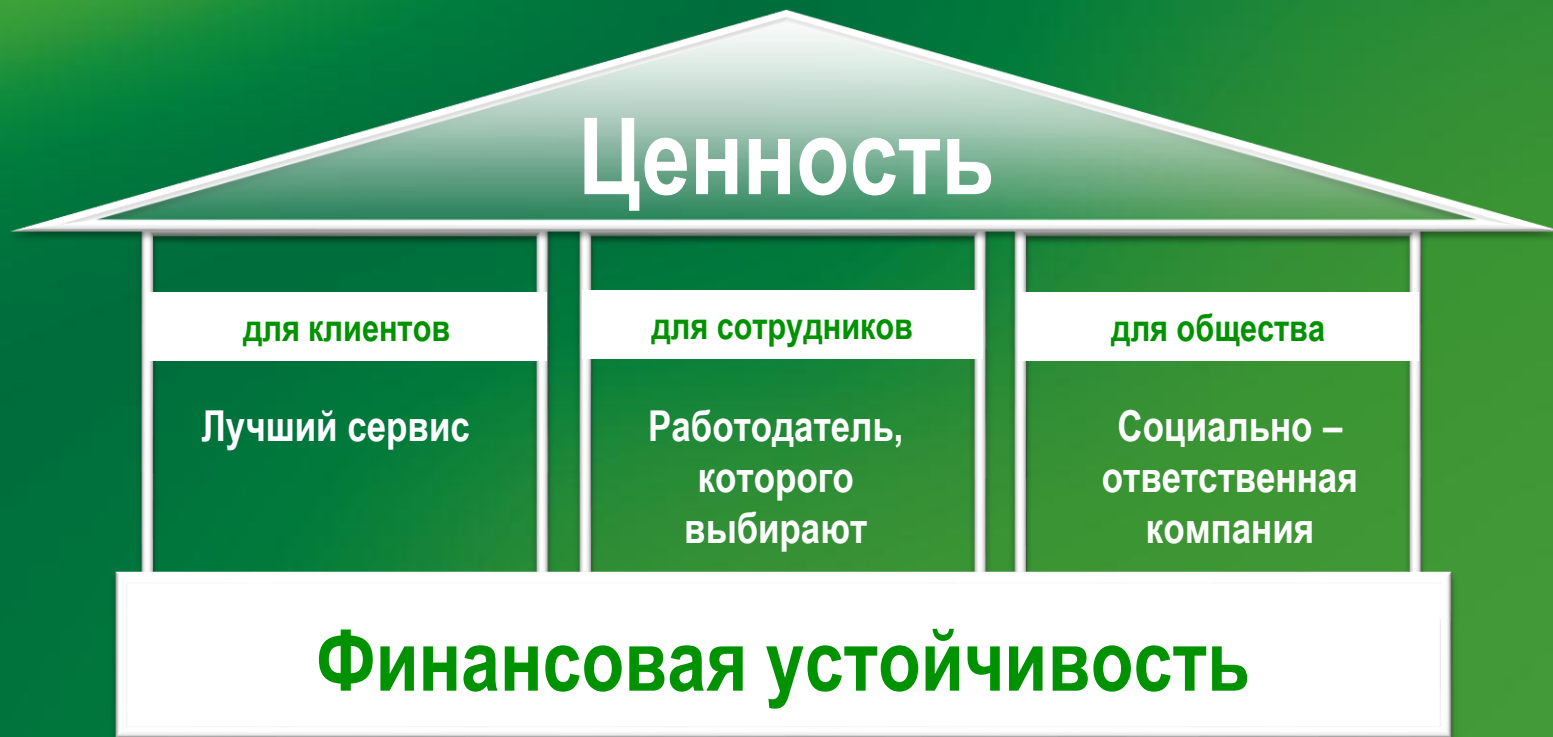 Ценность
для клиентов
для сотрудников
для общества
Лучший сервис
Работодатель,
которого
выбирают
Социально –
ответственная
компания
Финансовая устойчивость